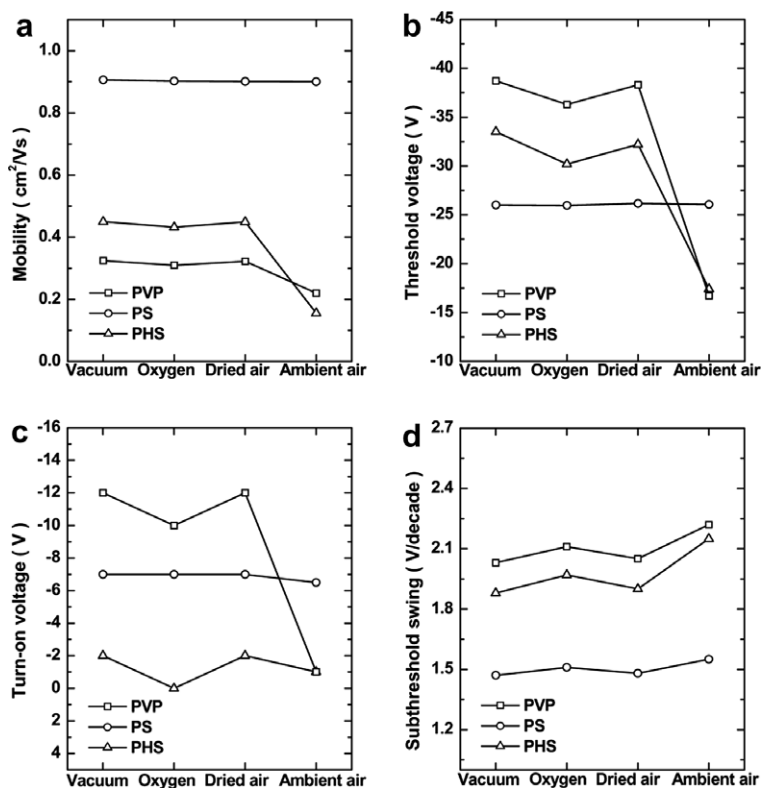 a
Mobility ( cm²/Vs)
1.0
0.8
0.6
0.4
0.2
0.0
PVP
PS
PHS
Vacuum Oxygen Dried air Ambient air
b
Threshold voltage ( V)
-40
-35
-30
-25
-20
-15
-10
PVP
PS
PHS
Vacuum Oxygen Dried air Ambient air
c
Turn-on voltage ( V )
-16
-14
-12
-10
-8
-6
-4
-2
0
2
4
PVP
PS
PHS
Vacuum Oxygen Dried air Ambient air
d
Subthreshold swing ( V/decade)
2.7
2.4
2.1
1.8
1.5
1.2
PVP
PS
PHS
Vacuum Oxygen Dried air Ambient air